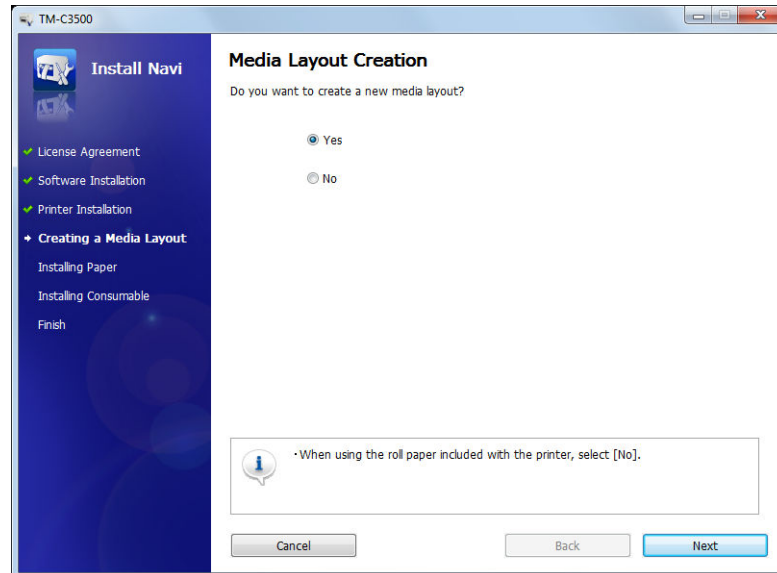 TM-C3500
Install Navi
License Agreement
Software Installation
Printer Installation
Creating a Media Layout
Installing Paper
Installing Consumable
Finish
Media Layout Creation
Do you want to create a new media layout?
Yes
No
・When using the roll paper included with the printer, select [No].
Cancel
Back
Next